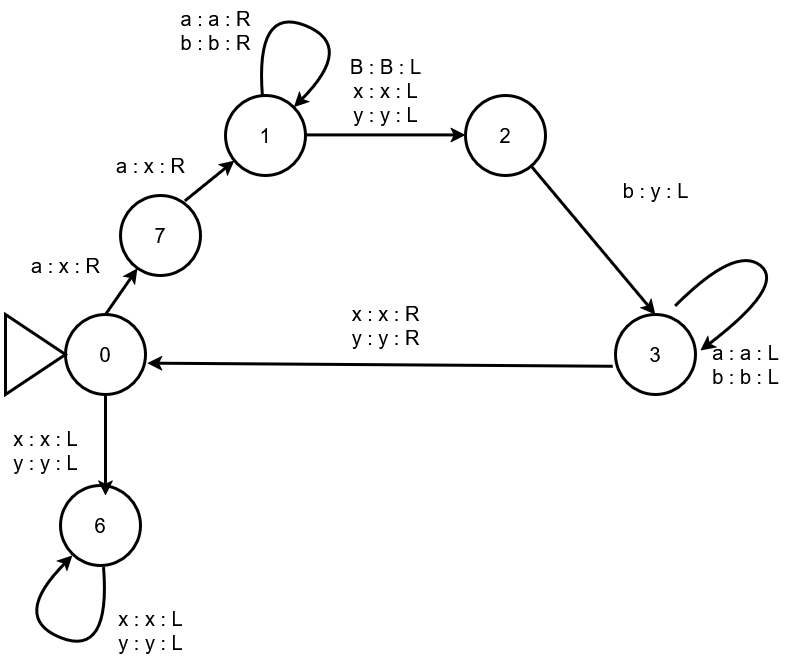 a : a : R
b : b : R
1
B : B : L
x : x : L
y : y : L
2
a : x : R
b : y : L
7
a : x : R
x : x : R
y : y : R
0
3
a : a : L
b : b : L
x : x : L
y : y : L
6
x : x : L
y : y : L